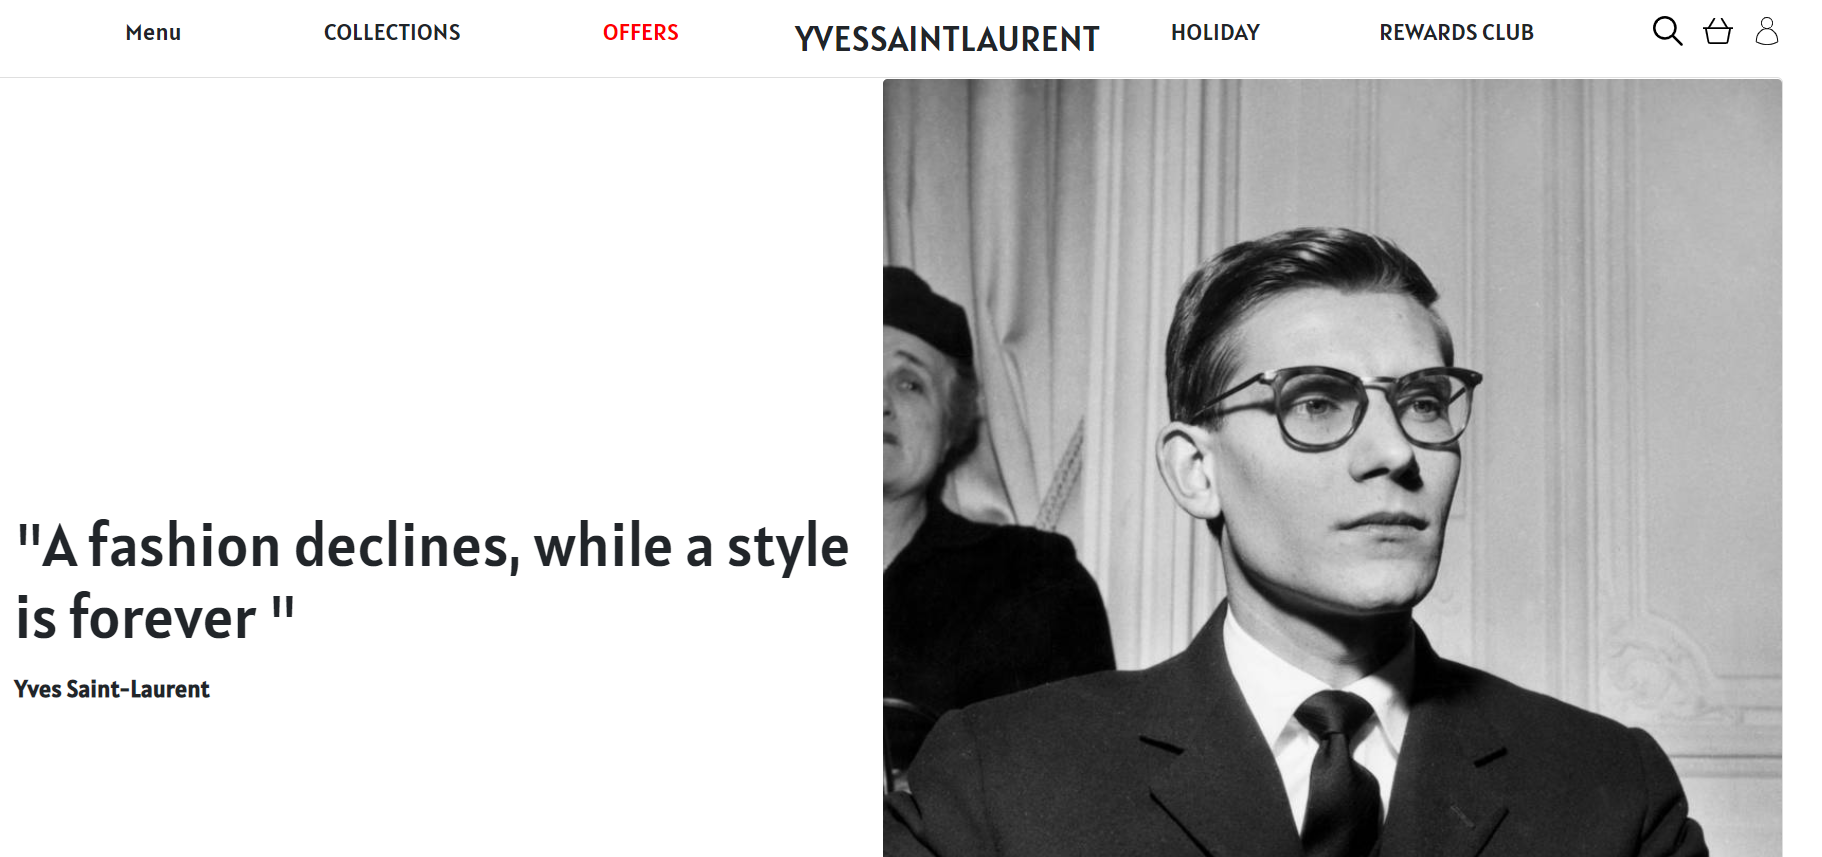 Menu COLLECTIONS OFFERS YVESSAINTLAURENT HOLIDAY REWARDS CLUB
"A fashion declines, while a style
is forever "
Yves Saint-Laurent